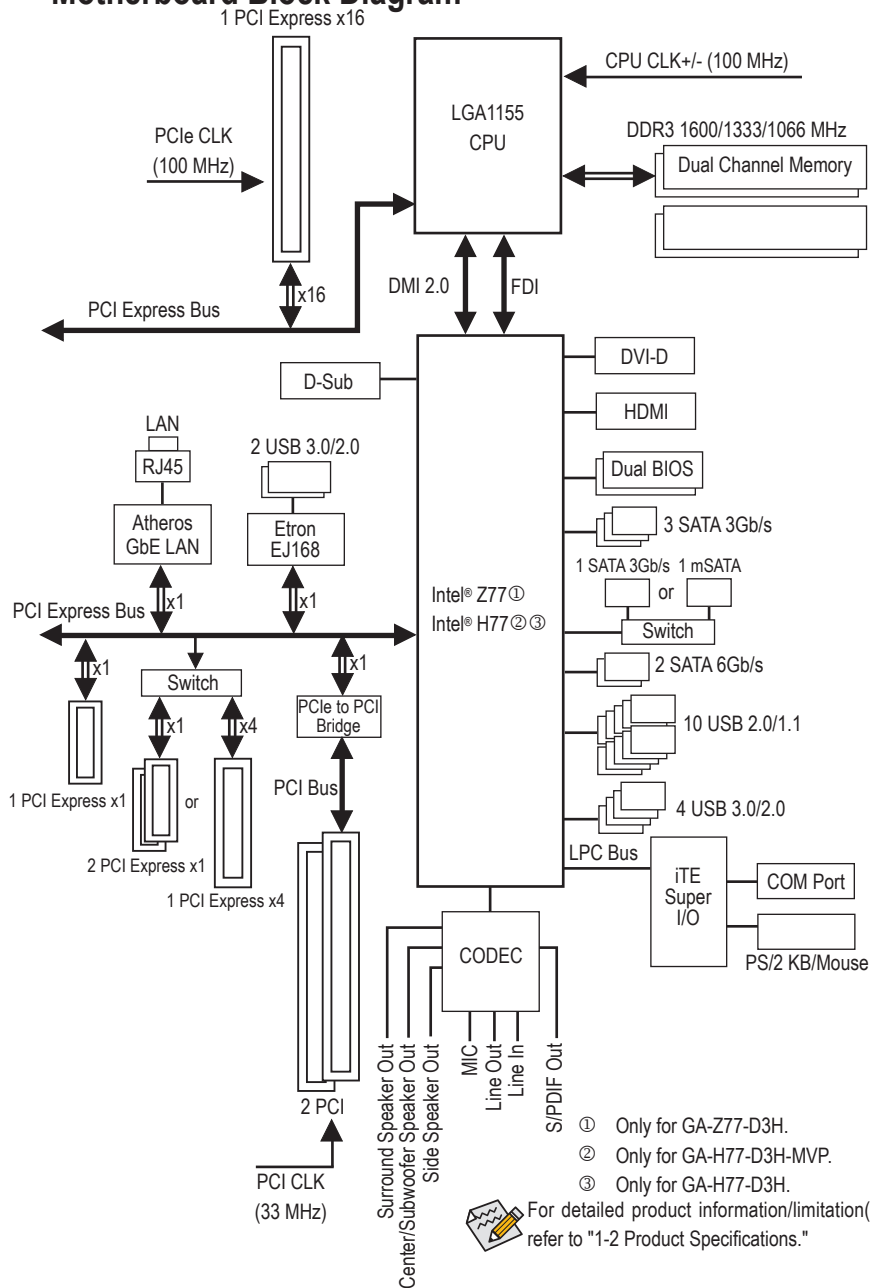 1 PCI Express x16
CPU CLK+/- (100 MHz)
LGA1155
CPU
PCIe CLK
(100 MHz)
DDR3 1600/1333/1066 MHz
Dual Channel Memory
x16
DMI 2.0
FDI
PCI Express Bus
D-Sub
DVI-D
HDMI
LAN
RJ45
2 USB 3.0/2.0
Dual BIOS
Atheros
GbE LAN
Etron
EJ168
3 SATA 3Gb/s
1 SATA 3Gb/s
1 mSATA
or
Switch
x1
x1
PCI Express Bus
Intel® Z77①
Intel® H77②③
x1
Switch
x1
2 SATA 6Gb/s
x1
x4
PCIe to PCI
Bridge
10 USB 2.0/1.1
1 PCI Express x1
or
PCI Bus
4 USB 3.0/2.0
2 PCI Express x1
1 PCI Express x4
LPC Bus
iTE
Super
I/O
COM Port
PS/2 KB/Mouse
CODEC
Surround Speaker Out
Center/Subwoofer Speaker Out
Side Speaker Out
MIC
Line Out
Line In
S/PDIF Out
2 PCI
PCI CLK
(33 MHz)
① Only for GA-Z77-D3H.
② Only for GA-H77-D3H-MVP.
③ Only for GA-H77-D3H.
For detailed product information/limitation(
refer to "1-2 Product Specifications."